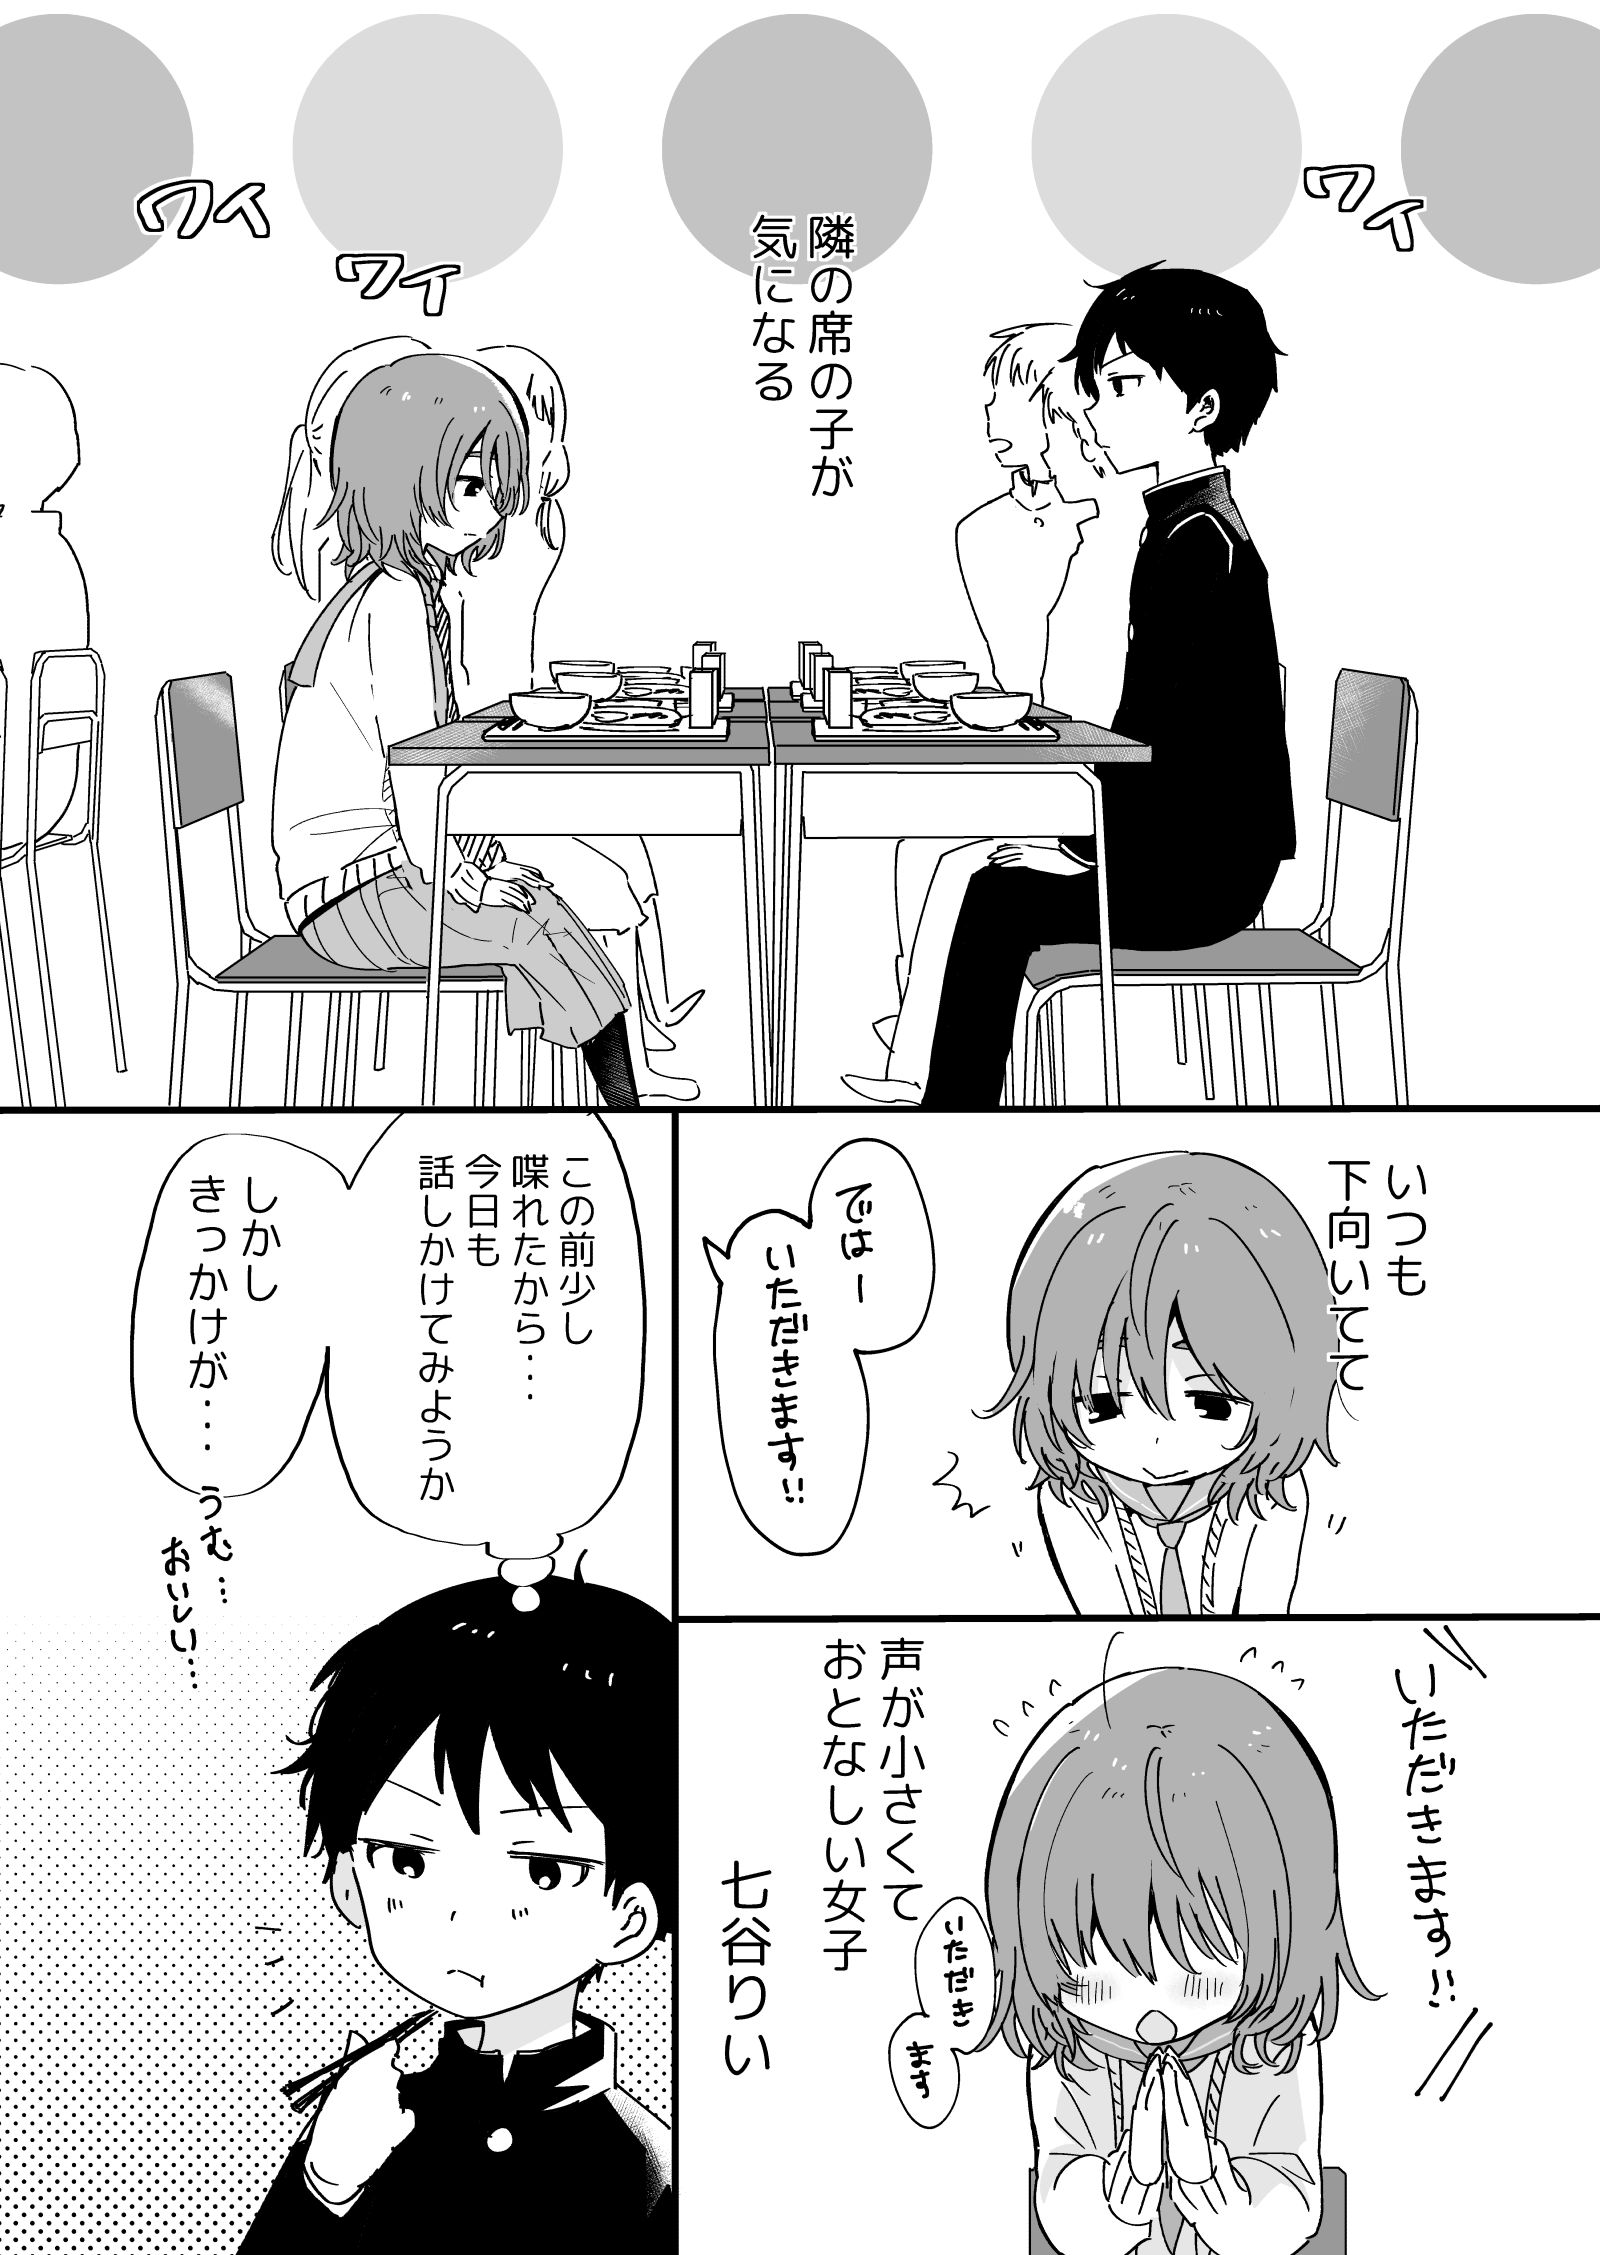 ワイ
隣の席の子が
気になる
ワイ
ワイ
いつも
下向いてて
ではー
いただきます!!
いただきます!!
声が小さくて
おとなしい女子
いただき
ます
七谷りい
この前少し
喋れたから…
今日も
話しかけてみようか
しかし
きっかけが…
うむ…
おいしい…